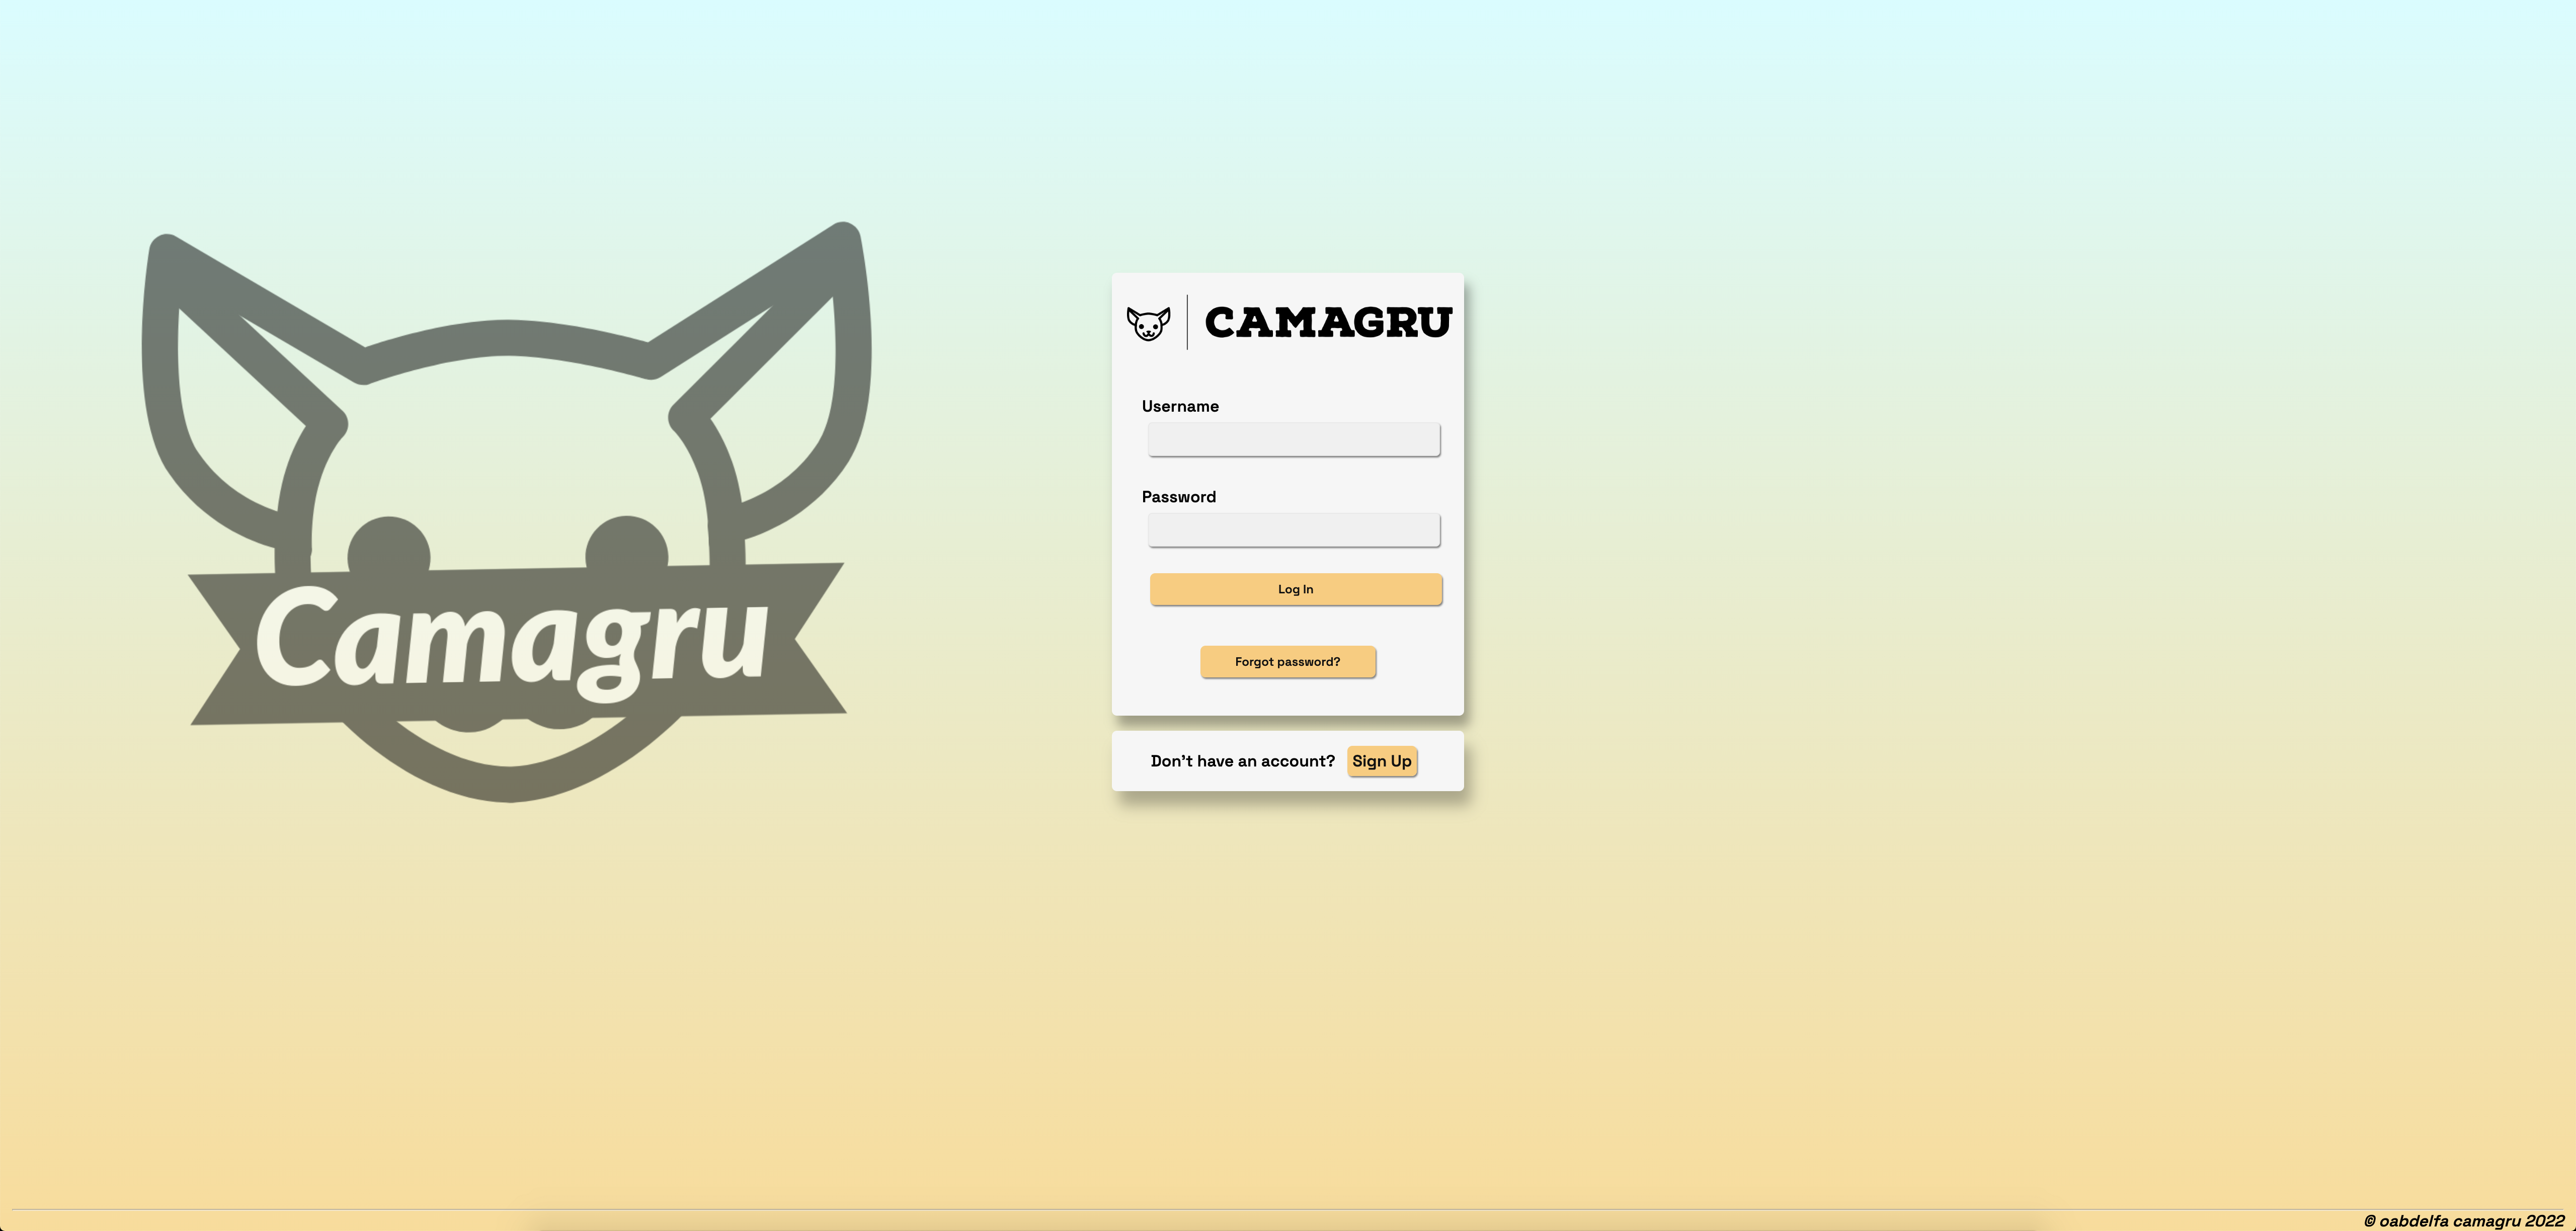 Camagru
CAMAGRU
Username
Password
Log In
Forgot password?
Don't have an account? Sign Up
© oabdelfa camagru 2022